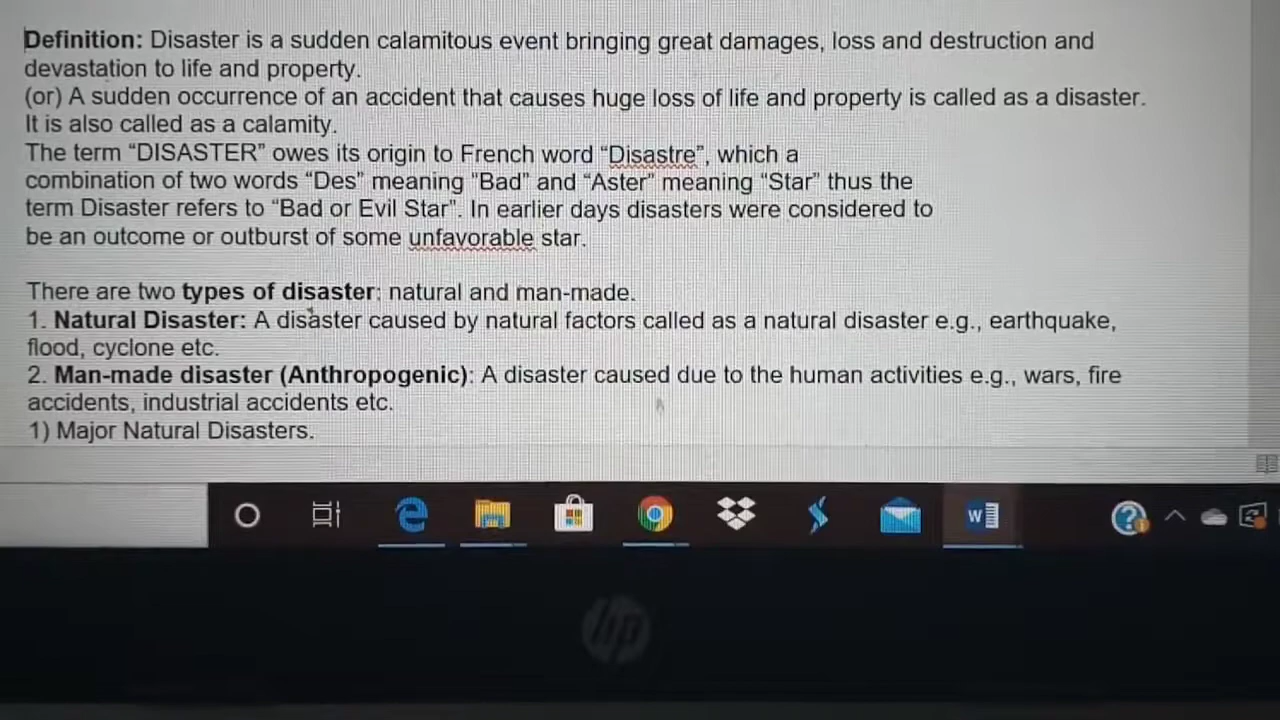 Definition: Disaster is a sudden calamitous event bringing great damages, loss and destruction and
devastation to life and property.
(or) A sudden occurrence of an accident that causes huge loss of life and property is called as a disaster.
It is also called as a calamity.
The term “DISASTER” owes its origin to French word “Disastre”, which a
combination of two words “Des” meaning “Bad” and “Aster” meaning “Star” thus the
term Disaster refers to “Bad or Evil Star”. In earlier days disasters were considered to
be an outcome or outburst of some unfavorable star.
There are two types of disaster: natural and man-made.
1. Natural Disaster: A disaster caused by natural factors called as a natural disaster e.g., earthquake,
flood, cyclone etc.
2. Man-made disaster (Anthropogenic): A disaster caused due to the human activities e.g., wars, fire
accidents, industrial accidents etc.
1) Major Natural Disasters.
W
hp